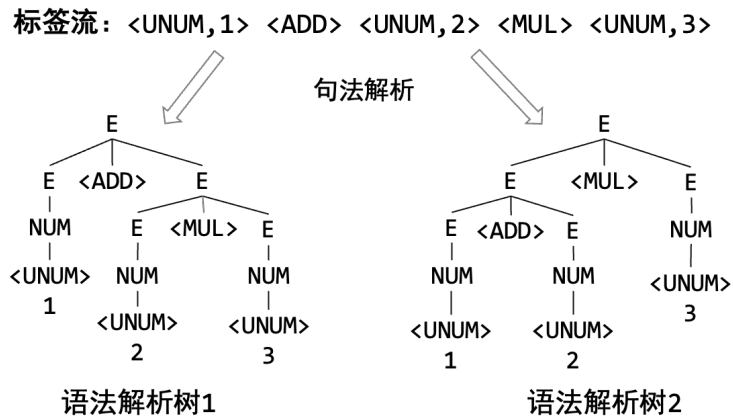 标签流: <UNUM,1> <ADD> <UNUM,2> <MUL> <UNUM,3>
句法解析
E E
E <ADD> E E <MUL> E
NUM E <MUL> E E <ADD> E NUM
<UNUM> NUM NUM NUM NUM <UNUM>
1 3
<UNUM> <UNUM> <UNUM> <UNUM>
2 3 1 2
语法解析树1 语法解析树2